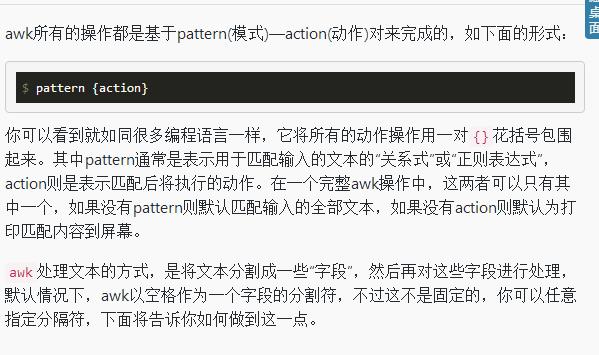 awk所有的操作都是基于pattern(模式)—action(动作)对来完成的，如下面的形式：
$ pattern {action}
你可以看到就如同很多编程语言一样，它将所有的动作操作用一对 {} 花括号包围
起来。其中pattern通常是表示用于匹配输入的文本的“关系式”或“正则表达式”，
action则是表示匹配后将执行的动作。在一个完整awk操作中，这两者可以只有其
中一个，如果没有pattern则默认匹配输入的全部文本，如果没有action则默认为打
印匹配内容到屏幕。
awk 处理文本的方式，是将文本分割成一些“字段”，然后再对这些字段进行处理，
默认情况下，awk以空格作为一个字段的分割符，不过这不是固定的，你可以任意
指定分隔符，下面将告诉你如何做到这一点。
桌
面